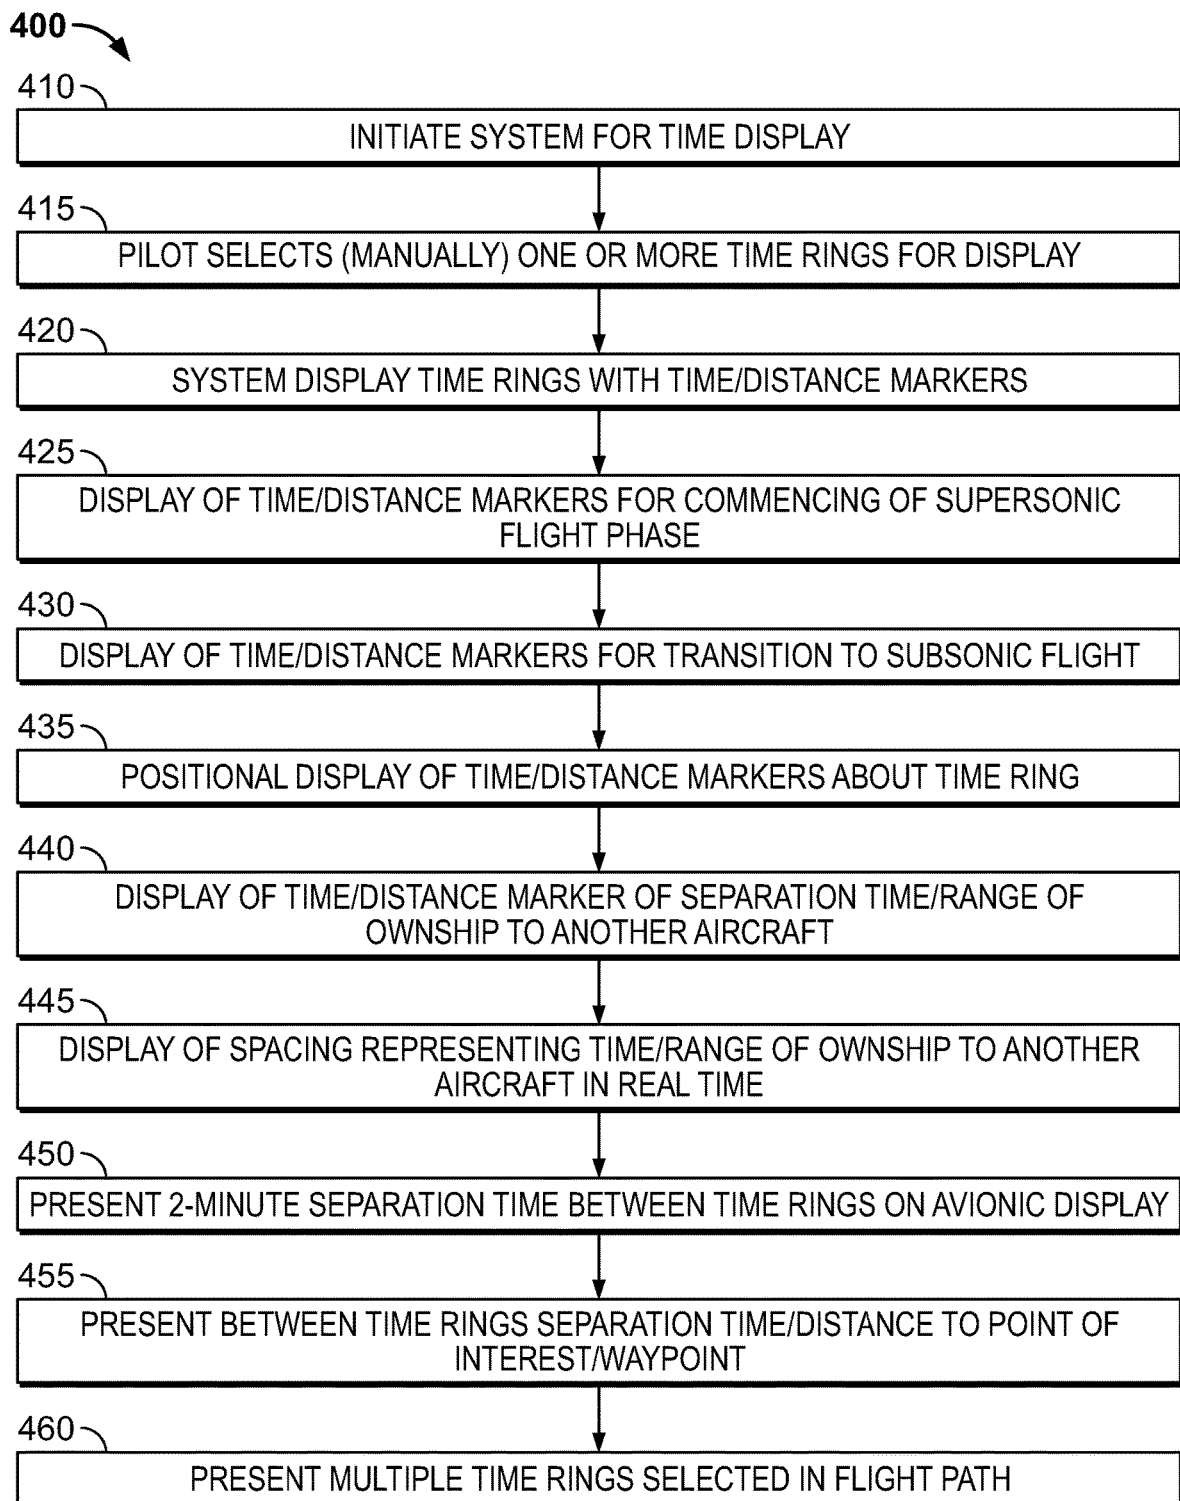 400
410
INITIATE SYSTEM FOR TIME DISPLAY
415
PILOT SELECTS (MANUALLY) ONE OR MORE TIME RINGS FOR DISPLAY
420
SYSTEM DISPLAY TIME RINGS WITH TIME/DISTANCE MARKERS
425
DISPLAY OF TIME/DISTANCE MARKERS FOR COMMENCING OF SUPERSONIC
FLIGHT PHASE
430
DISPLAY OF TIME/DISTANCE MARKERS FOR TRANSITION TO SUBSONIC FLIGHT
435
POSITIONAL DISPLAY OF TIME/DISTANCE MARKERS ABOUT TIME RING
440
DISPLAY OF TIME/DISTANCE MARKER OF SEPARATION TIME/RANGE OF
OWNSHIP TO ANOTHER AIRCRAFT
445
DISPLAY OF SPACING REPRESENTING TIME/RANGE OF OWNSHIP TO ANOTHER
AIRCRAFT IN REAL TIME
450
PRESENT 2-MINUTE SEPARATION TIME BETWEEN TIME RINGS ON AVIONIC DISPLAY
455
PRESENT BETWEEN TIME RINGS SEPARATION TIME/DISTANCE TO POINT OF
INTEREST/WAYPOINT
460
PRESENT MULTIPLE TIME RINGS SELECTED IN FLIGHT PATH